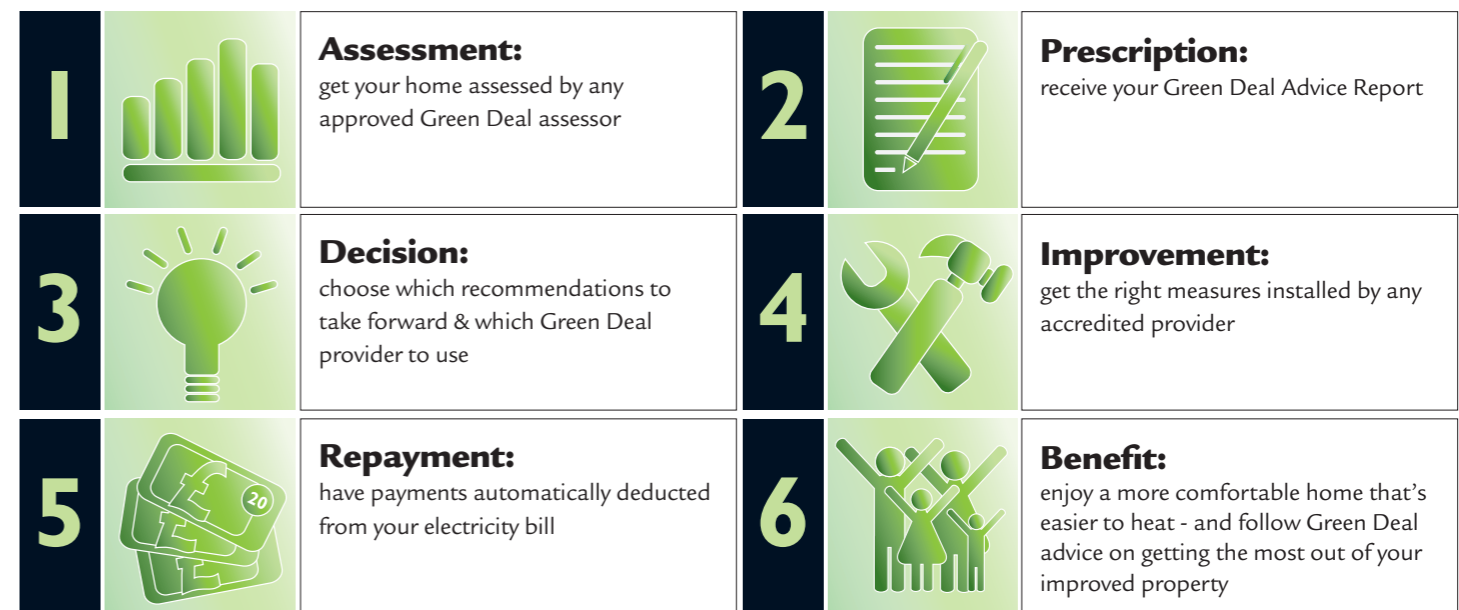 1
Assessment:
get your home assessed by any
approved Green Deal assessor
2
Prescription:
receive your Green Deal Advice Report
3
Decision:
choose which recommendations to
take forward & which Green Deal
provider to use
4
Improvement:
get the right measures installed by any
accredited provider
5
£
20
£
£
Repayment:
have payments automatically deducted
from your electricity bill
6
Benefit:
enjoy a more comfortable home that’s
easier to heat - and follow Green Deal
advice on getting the most out of your
improved property